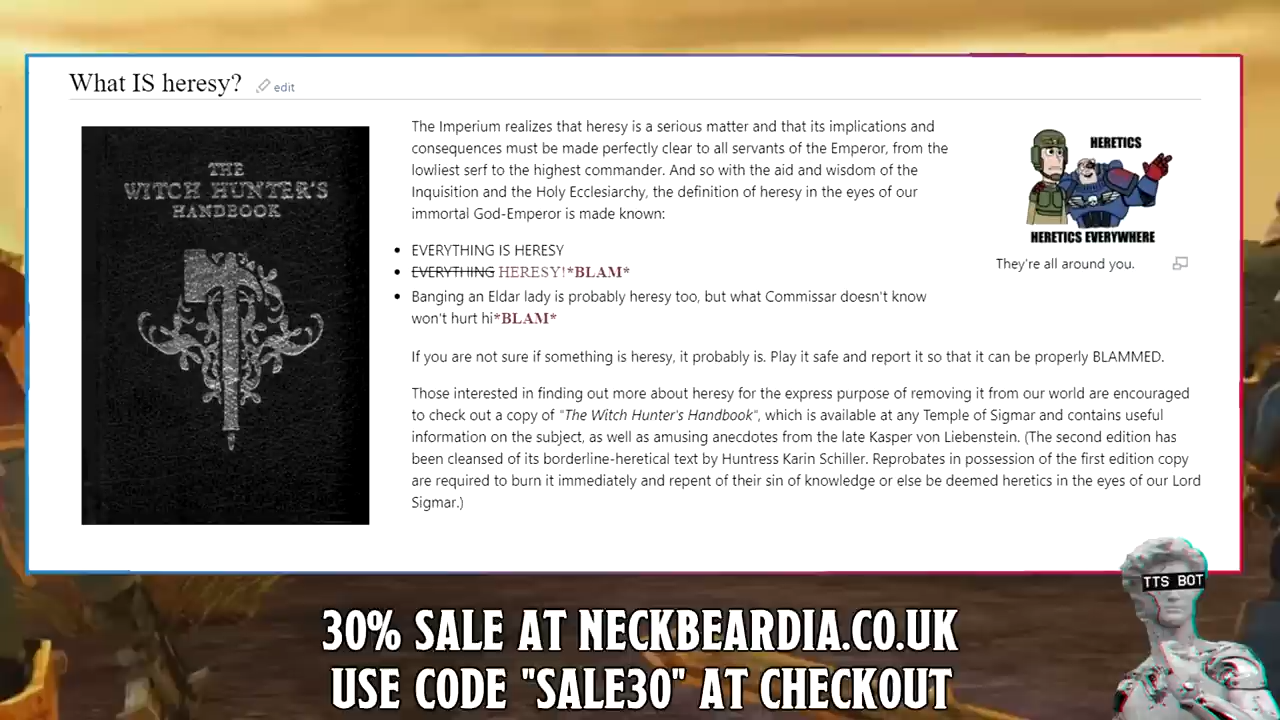 What IS heresy? edit
THE
WITCH HUNTER'S
HANDBOOK
The Imperium realizes that heresy is a serious matter and that its implications and
consequences must be made perfectly clear to all servants of the Emperor, from the
lowliest serf to the highest commander. And so with the aid and wisdom of the
Inquisition and the Holy Ecclesiarchy, the definition of heresy in the eyes of our
immortal God-Emperor is made known:
HERETICS
HERETICS EVERYWHERE
They're all around you.
• EVERYTHING IS HERESY
• EVERYTHING HERESY!*BLAM*
• Banging an Eldar lady is probably heresy too, but what Commissar doesn't know
won't hurt hi*BLAM*
If you are not sure if something is heresy, it probably is. Play it safe and report it so that it can be properly BLAMMED.
Those interested in finding out more about heresy for the express purpose of removing it from our world are encouraged
to check out a copy of "The Witch Hunter's Handbook", which is available at any Temple of Sigmar and contains useful
information on the subject, as well as amusing anecdotes from the late Kasper von Liebenstein. (The second edition has
been cleansed of its borderline-heretical text by Huntress Karin Schiller. Reprobates in possession of the first edition copy
are required to burn it immediately and repent of their sin of knowledge or else be deemed heretics in the eyes of our Lord
Sigmar.)
TTS BOT
30% SALE AT NECKBEARDIA.CO.UK
USE CODE "SALE30" AT CHECKOUT